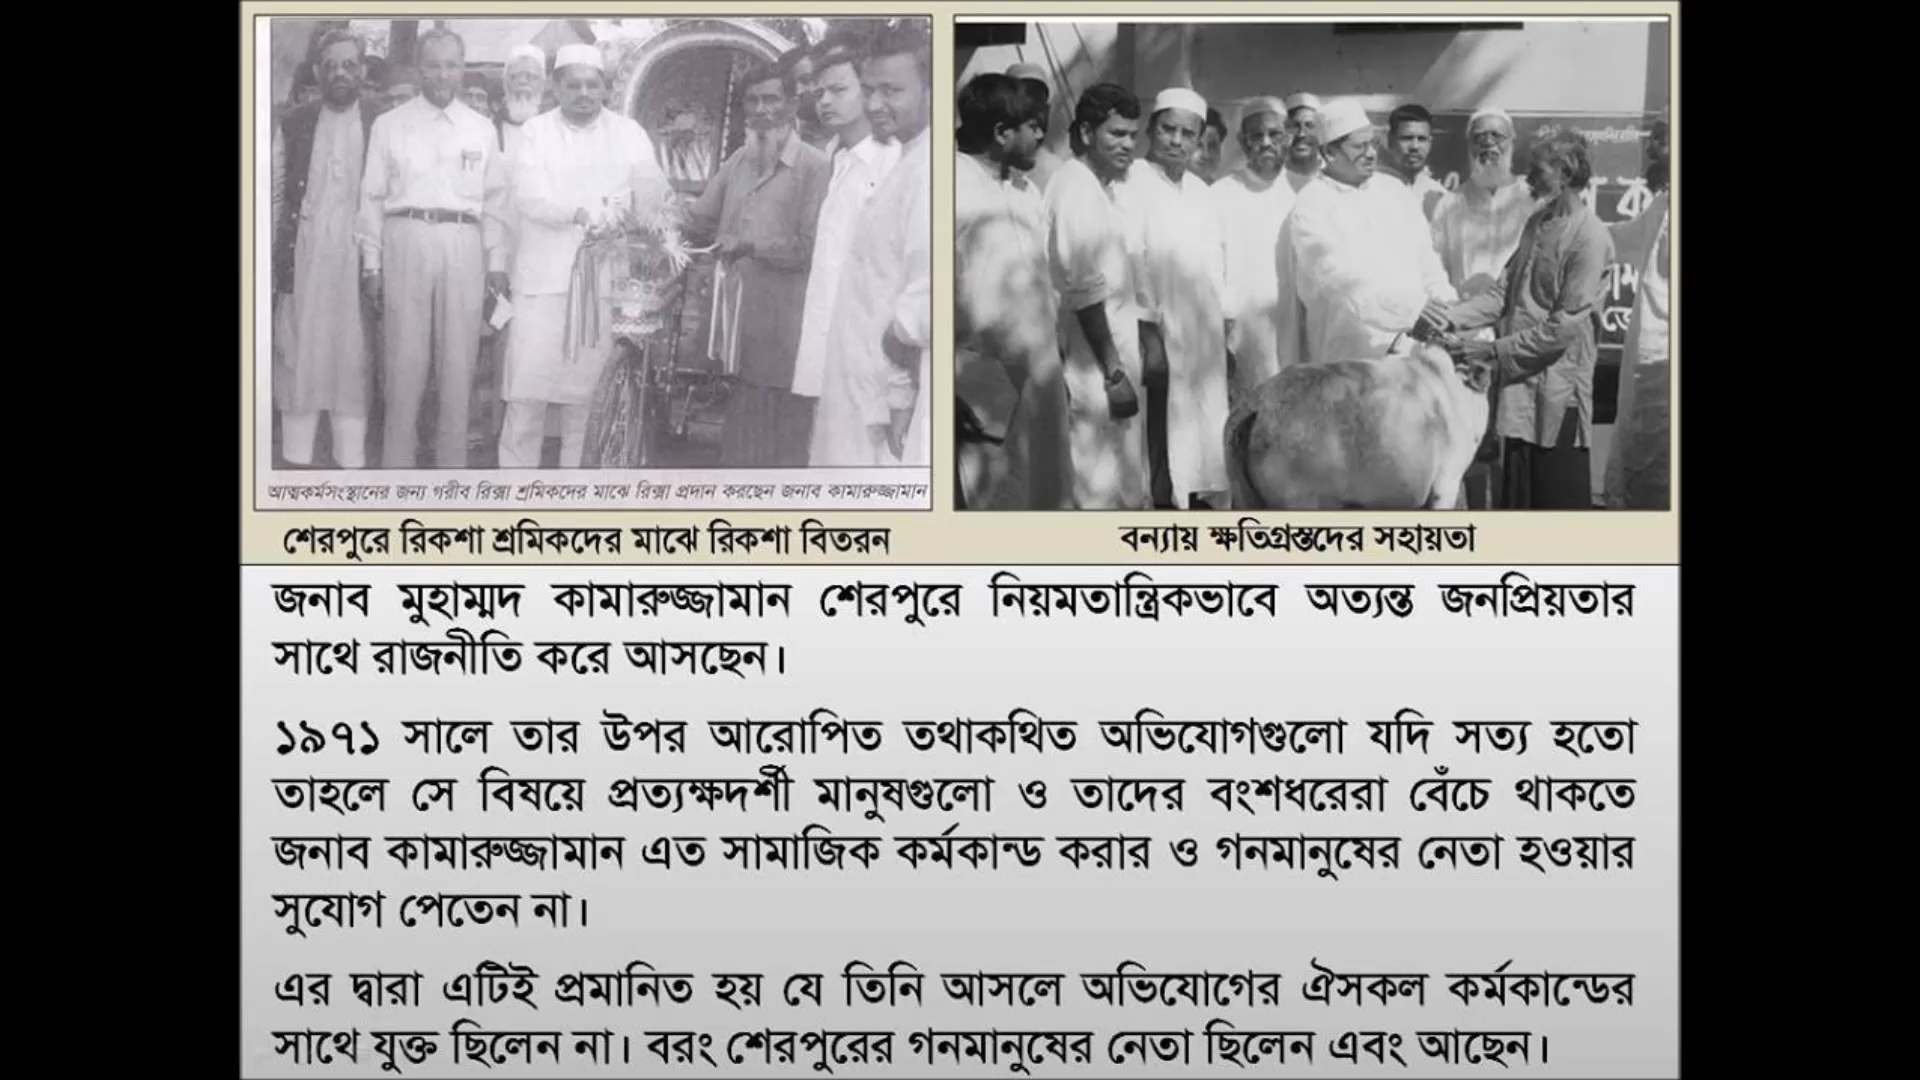 আত্মকর্মসংস্থানের জন্য গরীব রিক্সা শ্রমিকদের মাঝে রিক্সা প্রদান করছেন জনাব কামারুজ্জামান
শেরপুরে রিকশা শ্রমিকদের মাঝে রিকশা বিতরন
বন্যায় ক্ষতিগ্রস্তদের সহায়তা
জনাব মুহাম্মদ কামারুজ্জামান শেরপুরে নিয়মতান্ত্রিকভাবে অত্যন্ত জনপ্রিয়তার
সাথে রাজনীতি করে আসছেন।
১৯৭১ সালে তার উপর আরোপিত তথাকথিত অভিযোগগুলো যদি সত্য হতো
তাহলে সে বিষয়ে প্রত্যক্ষদর্শী মানুষগুলো ও তাদের বংশধরেরা বেঁচে থাকতে
জনাব কামারুজ্জামান এত সামাজিক কর্মকান্ড করার ও গনমানুষের নেতা হওয়ার
সুযোগ পেতেন না।
এর দ্বারা এটিই প্রমানিত হয় যে তিনি আসলে অভিযোগের ঐসকল কর্মকান্ডের
সাথে যুক্ত ছিলেন না। বরং শেরপুরের গনমানুষের নেতা ছিলেন এবং আছেন।